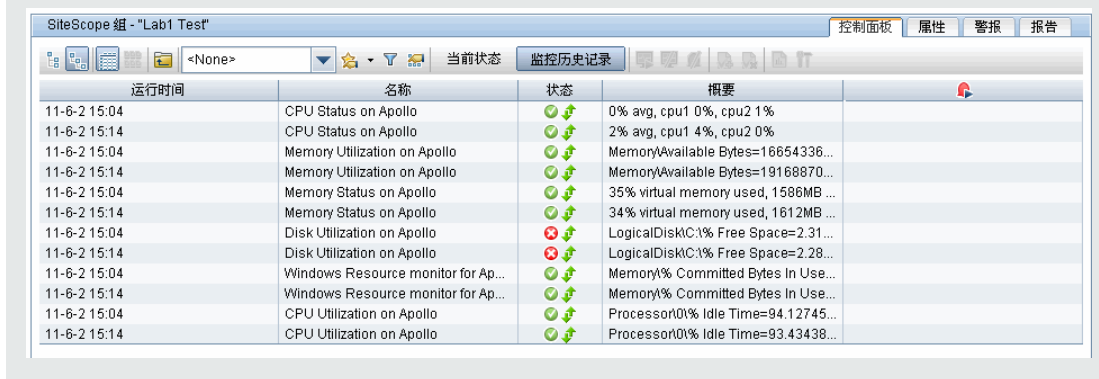 SiteScope 组 - "Lab1 Test"
控制面板 属性 警报 报告
<None> 当前状态 监控历史记录
运行时间 名称 状态 概要
11-6-2 15:04 CPU Status on Apollo 0% avg, cpu1 0%, cpu2 1%
11-6-2 15:14 CPU Status on Apollo 2% avg, cpu1 4%, cpu2 0%
11-6-2 15:04 Memory Utilization on Apollo Memory\Available Bytes=16654336...
11-6-2 15:14 Memory Utilization on Apollo Memory\Available Bytes=19168870...
11-6-2 15:04 Memory Status on Apollo 35% virtual memory used, 1586MB ...
11-6-2 15:14 Memory Status on Apollo 34% virtual memory used, 1612MB ...
11-6-2 15:04 Disk Utilization on Apollo LogicalDisk\C:\% Free Space=2.31...
11-6-2 15:14 Disk Utilization on Apollo LogicalDisk\C:\% Free Space=2.28...
11-6-2 15:04 Windows Resource monitor for Ap... Memory\% Committed Bytes In Use...
11-6-2 15:14 Windows Resource monitor for Ap... Memory\% Committed Bytes In Use...
11-6-2 15:04 CPU Utilization on Apollo Processor\0\% Idle Time=94.12745...
11-6-2 15:14 CPU Utilization on Apollo Processor\0\% Idle Time=93.43438...